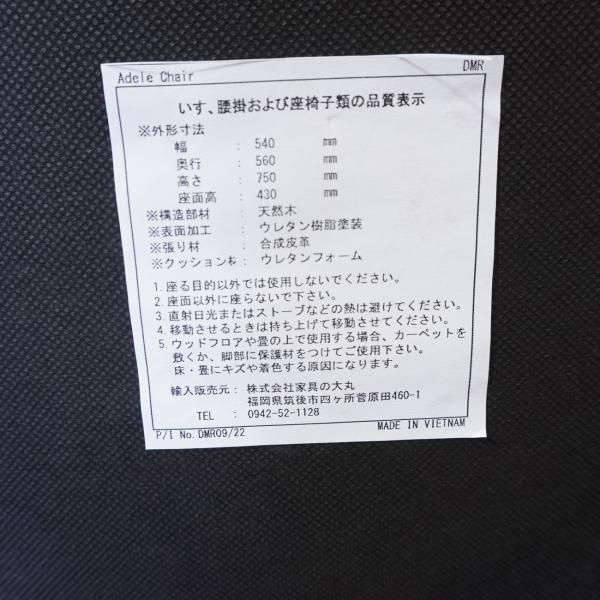 Adele Chair DMR
いす、腰掛および座椅子類の品質表示
※外形寸法
幅 : 540 mm
奥行 : 560 mm
高さ : 750 mm
座面高 : 430 mm
※構造部材 : 天然木
※表面加工 : ウレタン樹脂塗装
※張り材 : 合成皮革
※クッション材 : ウレタンフォーム
1. 座る目的以外では使用しないでください。
2. 座面以外に座らないで下さい。
3. 直射日光またはストーブなどの熱は避けてください。
4. 移動させるときは持ち上げて移動させてください。
5. ウッドフロアや畳の上で使用する場合、カーペットを
敷くか、脚部に保護材をつけてご使用下さい。
床・畳にキズや着色する原因になります。
輸入販売元: 株式会社家具の大丸
福岡県筑後市四ヶ所菅原田460-1
TEL : 0942-52-1128
P/I No.DMR09/22 MADE IN VIETNAM